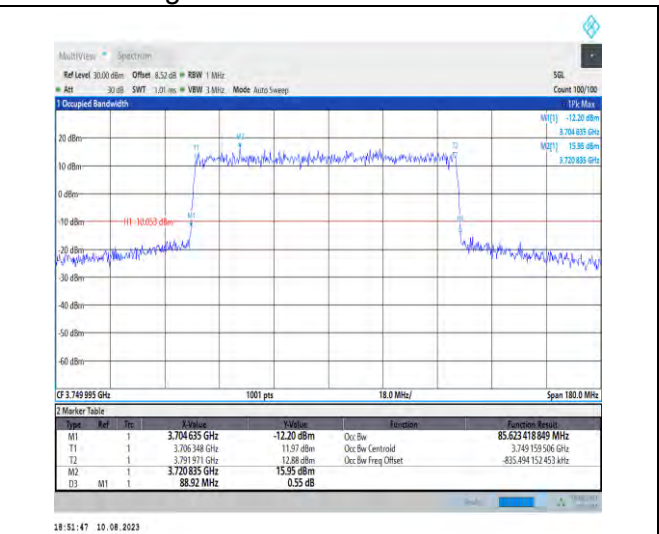 MultiView Spectrum
Ref Level 30.00 dBm Offset 8.52 dB RBW 1 MHz SGL
Att 30 dB SWT 1.01 ms VBW 3 MHz Mode Auto Sweep Count 100/100
1 Occupied Bandwidth 1Pk Max
M1[1] -12.20 dBm
3.704 635 GHz
M2[1] 15.95 dBm
3.720 835 GHz
20 dBm
M2
T1
T2
10 dBm
0 dBm
M1
-10 dBm
H1 -10.053 dBm
-20 dBm
-30 dBm
-40 dBm
-50 dBm
-60 dBm
CF 3.749 995 GHz 1001 pts 18.0 MHz/ Span 180.0 MHz
2 Marker Table
Type Ref Trc X-Value Y-Value Function Function Result
M1 1 3.704 635 GHz -12.20 dBm Occ Bw 85.623 418 849 MHz
T1 1 3.706 348 GHz 11.97 dBm Occ Bw Centroid 3.749 159 506 GHz
T2 1 3.791 971 GHz 12.88 dBm Occ Bw Freq Offset -835.494 152 453 kHz
M2 1 3.720 835 GHz 15.95 dBm
D3 M1 1 88.92 MHz 0.55 dB
18:51:47 10.08.2023